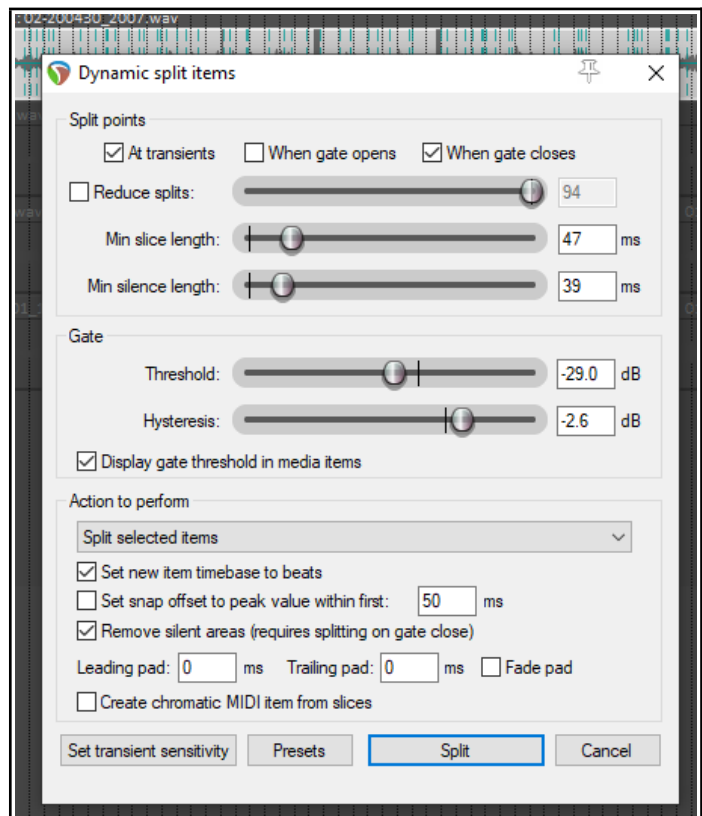 : 02-200430_2007.wav
Dynamic split items
Split points
At transients When gate opens When gate closes
Reduce splits: 94
Min slice length: 47 ms
Min silence length: 39 ms
Gate
Threshold: -29.0 dB
Hysteresis: -2.6 dB
Display gate threshold in media items
Action to perform
Split selected items
Set new item timebase to beats
Set snap offset to peak value within first: 50 ms
Remove silent areas (requires splitting on gate close)
Leading pad: 0 ms Trailing pad: 0 ms Fade pad
Create chromatic MIDI item from slices
Set transient sensitivity Presets Split Cancel